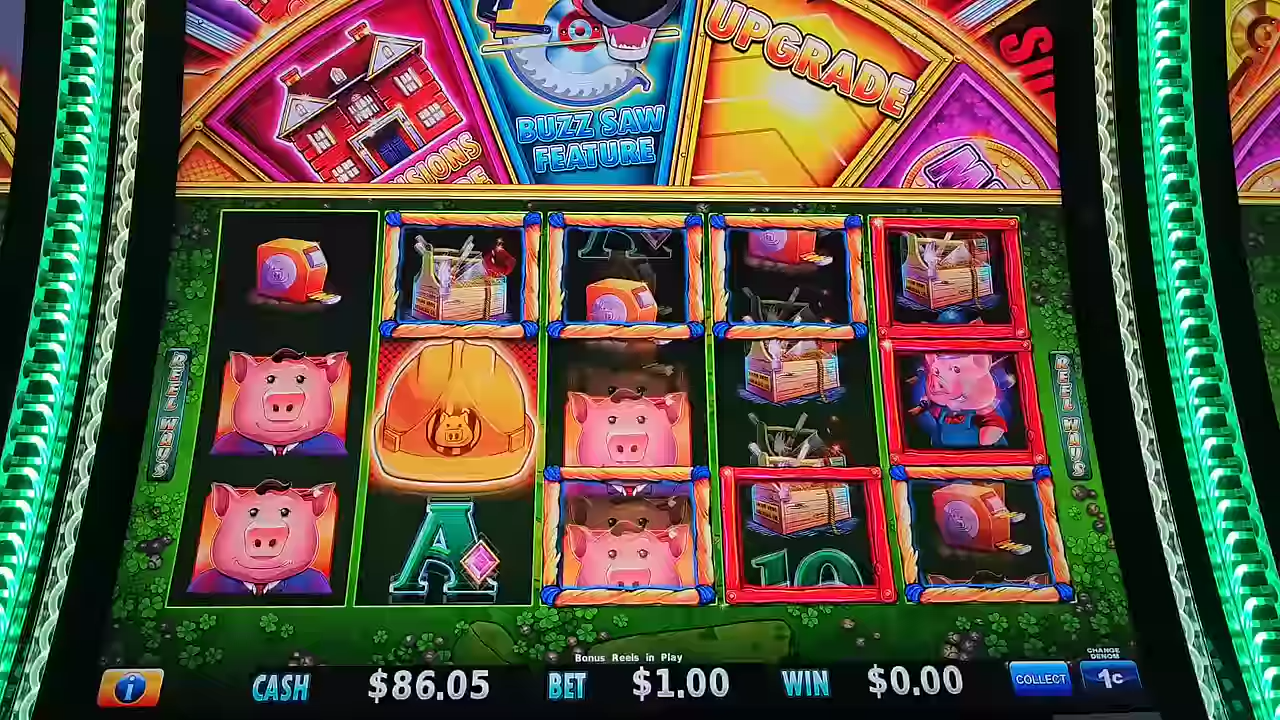 UPGRADE
BUZZ SAW
FEATURE
REEL WAYS
REEL WAYS
A
10
Bonus Reels in Play
CASH $86.05 BET $1.00 WIN $0.00
COLLECT
CHANGE
DENOM
1¢